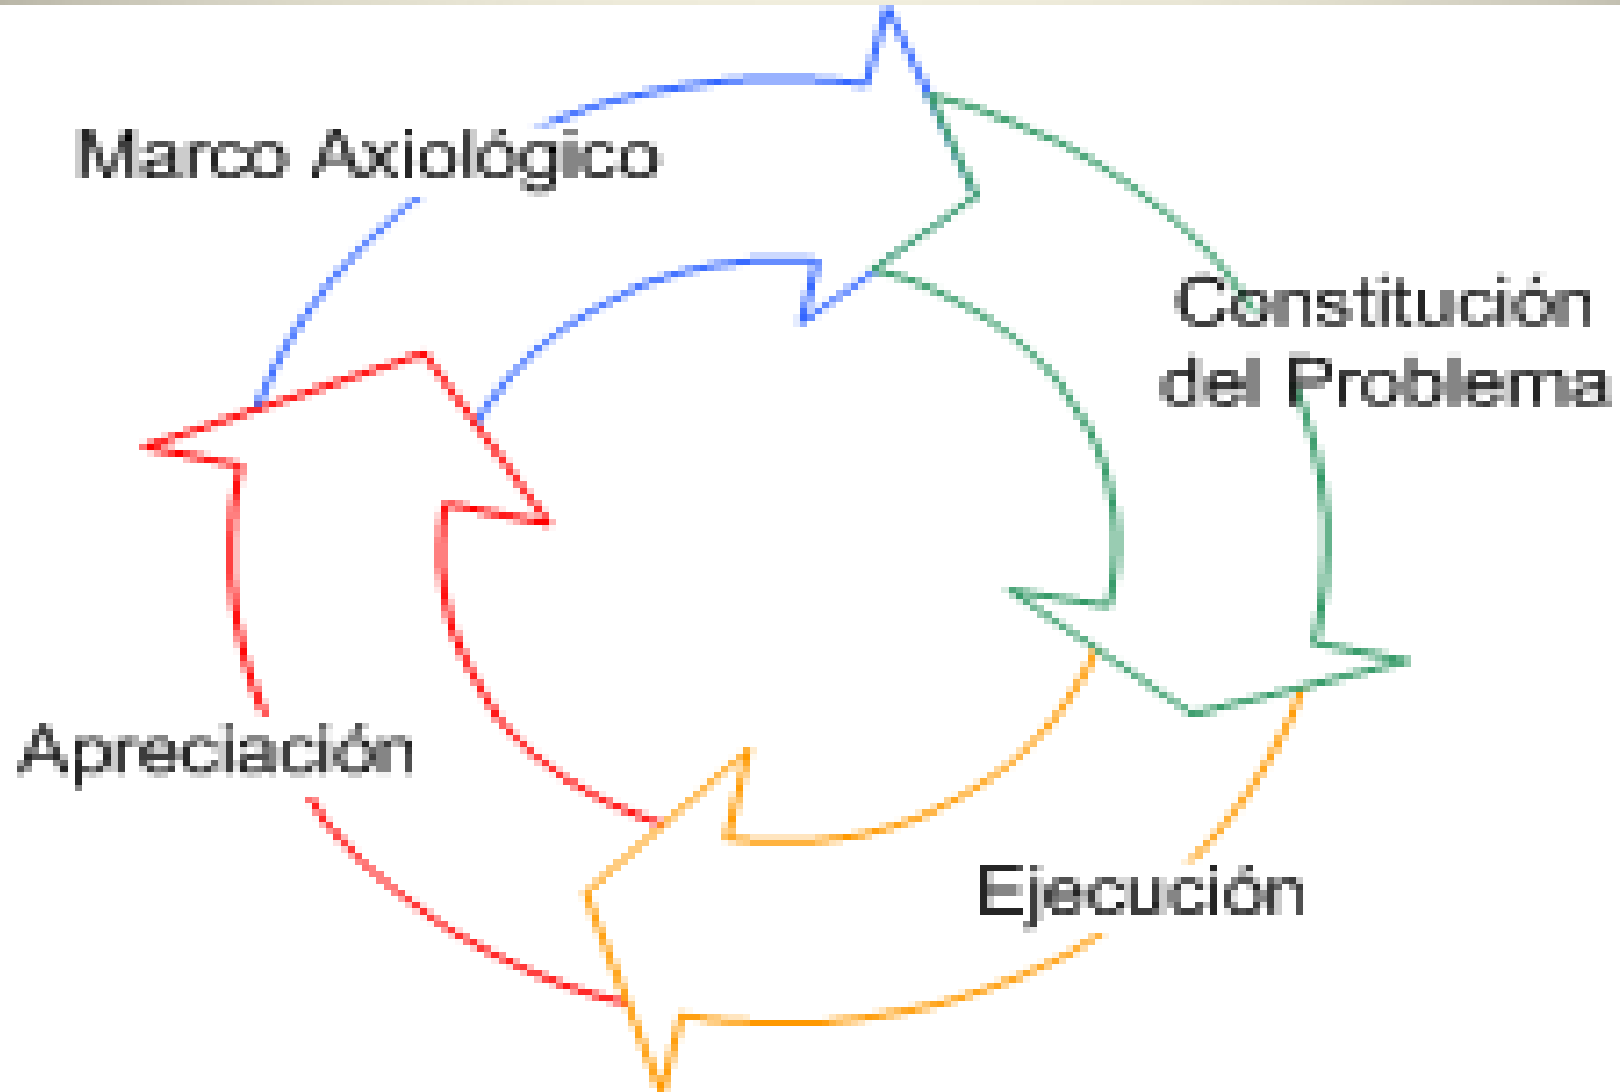 Marco Axiológico
Constitución
del Problema
Apreciación
Ejecución